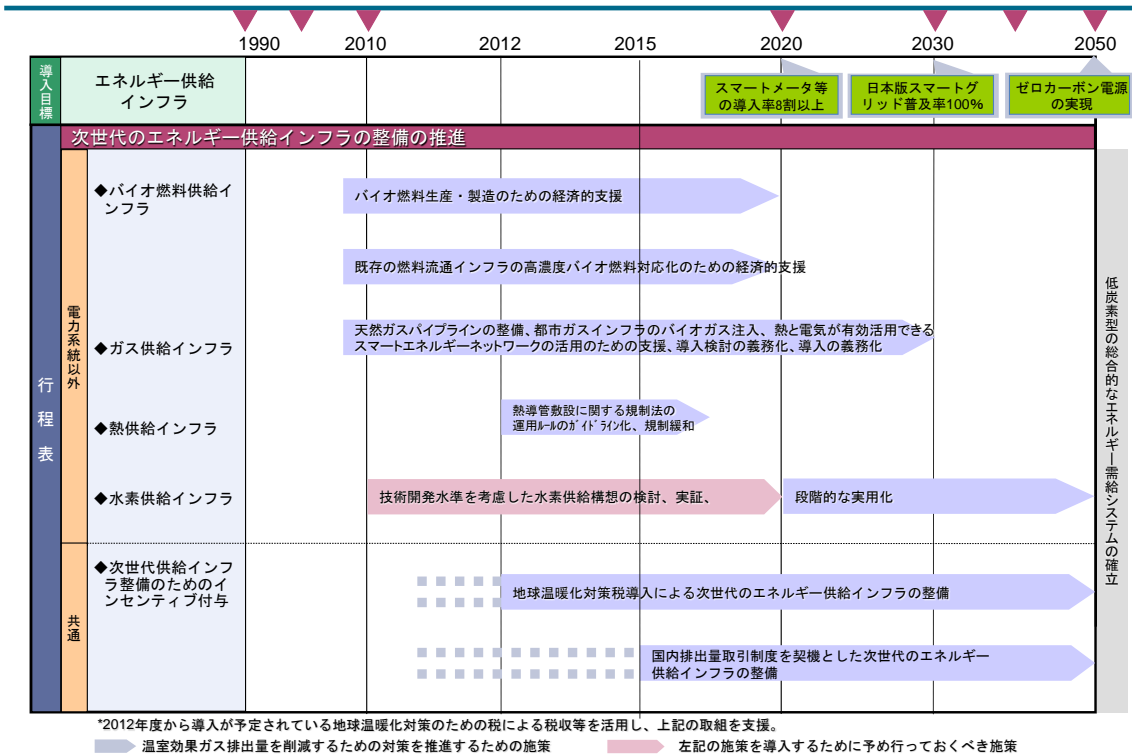 1990 2010 2012 2015 2020 2030 2050
導入目標
エネルギー供給
インフラ
スマートメータ等
の導入率8割以上
日本版スマートグ
リッド普及率100%
ゼロカーボン電源
の実現
行程表
次世代のエネルギー供給インフラの整備の推進
電力系統以外
◆バイオ燃料供給イ
ンフラ
バイオ燃料生産・製造のための経済的支援
既存の燃料流通インフラの高濃度バイオ燃料対応化のための経済的支援
◆ガス供給インフラ
天然ガスパイプラインの整備、都市ガスインフラのバイオガス注入、熱と電気が有効活用できる
スマートエネルギーネットワークの活用のための支援、導入検討の義務化、導入の義務化
◆熱供給インフラ
熱導管敷設に関する規制法の
運用ﾙｰﾙのｶﾞｲﾄﾞﾗｲﾝ化、規制緩和
◆水素供給インフラ
技術開発水準を考慮した水素供給構想の検討、実証、
段階的な実用化
共通
◆次世代供給インフ
ラ整備のためのイ
ンセンティブ付与
地球温暖化対策税導入による次世代のエネルギー供給インフラの整備
国内排出量取引制度を契機とした次世代のエネルギー
供給インフラの整備
低炭素型の総合的なエネルギー需給システムの確立
*2012年度から導入が予定されている地球温暖化対策のための税による税収等を活用し、上記の取組を支援。
温室効果ガス排出量を削減するための対策を推進するための施策
左記の施策を導入するために予め行っておくべき施策